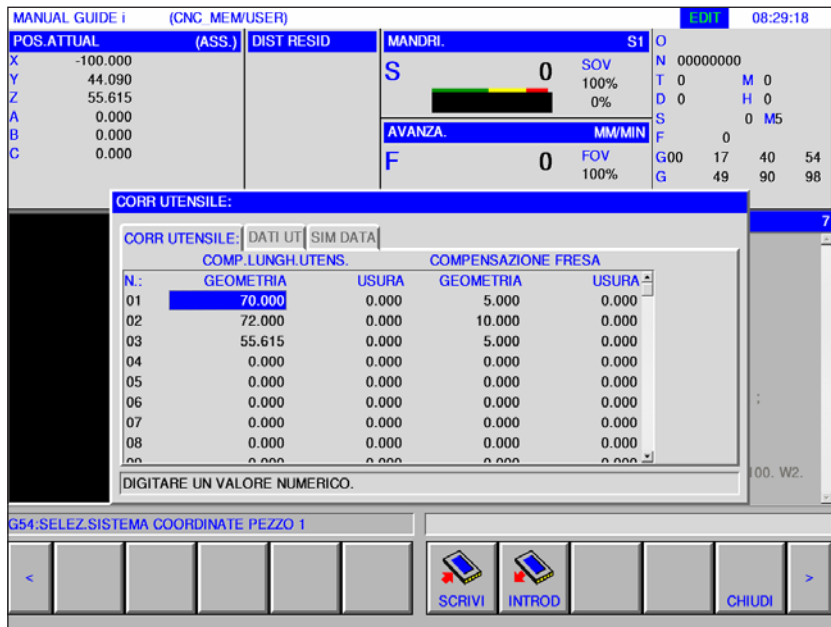 MANUAL GUIDE i (CNC_MEM/USER) EDIT 08:29:18
POS.ATTUAL (ASS.) DIST RESID MANDRI. S1 O
X -100.000 N 00000000
Y 44.090 S 0 SOV 100% 0% T 0 M 0
Z 55.615 D 0 H 0
A 0.000 S 0 M5
B 0.000 AVANZA. MM/MIN F 0
C 0.000 F 0 FOV 100% G00 17 40 54
G 49 90 98
CORR UTENSILE:
7
CORR UTENSILE: DATI UT SIM DATA
COMP.LUNGH.UTENS. COMPENSAZIONE FRESA
N.: GEOMETRIA USURA GEOMETRIA USURA
01 70.000 0.000 5.000 0.000
02 72.000 0.000 10.000 0.000
03 55.615 0.000 5.000 0.000
04 0.000 0.000 0.000 0.000
05 0.000 0.000 0.000 0.000
06 0.000 0.000 0.000 0.000 ;
07 0.000 0.000 0.000 0.000
08 0.000 0.000 0.000 0.000
DIGITARE UN VALORE NUMERICO. 100. W2.
G54:SELEZ.SISTEMA COORDINATE PEZZO 1
< SCRIVI INTROD CHIUDI >